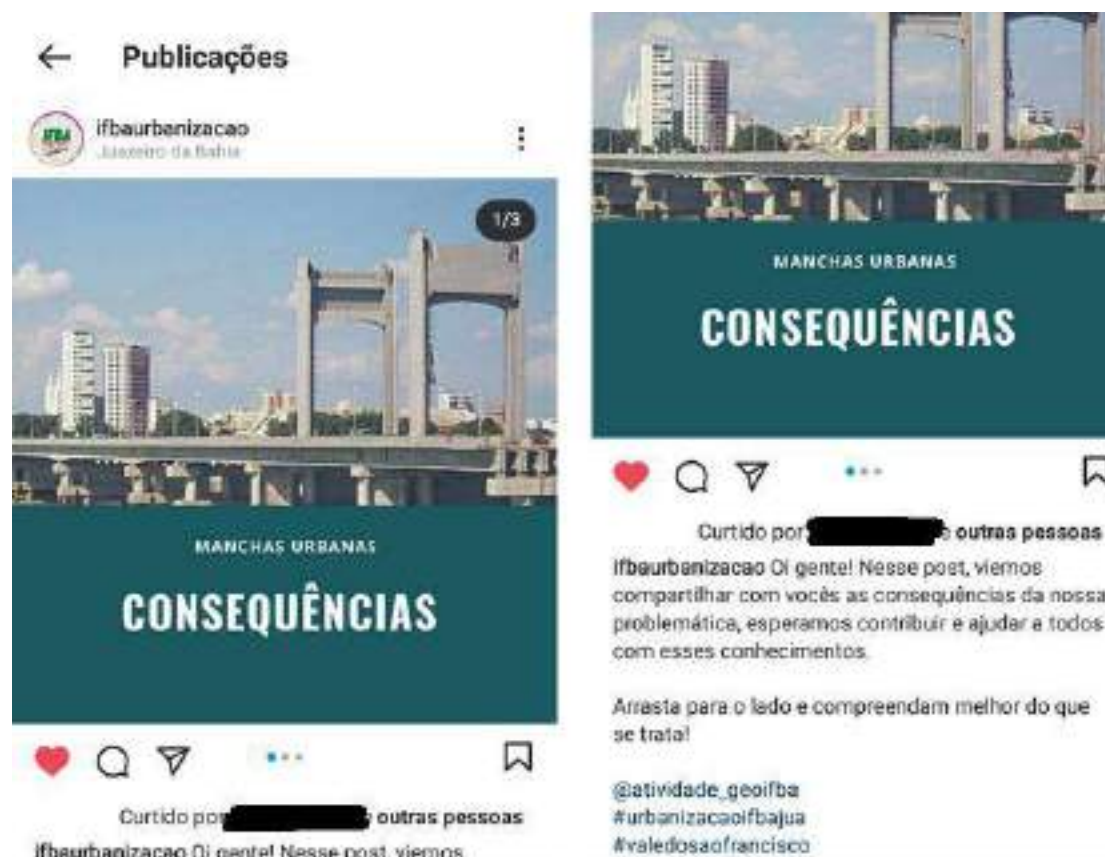 Publicações
IFBA
ifbaurbanizacao
Juazeiro da Bahia
1/3
MANCHAS URBANAS
CONSEQUÊNCIAS
Curtido por outras pessoas
ifbaurbanizacao Oi gente! Nesse post, viemos
MANCHAS URBANAS
CONSEQUÊNCIAS
Curtido por e outras pessoas
ifbaurbanizacao Oi gente! Nesse post, viemos
compartilhar com vocês as consequências da nossa
problemática, esperamos contribuir e ajudar a todos
com esses conhecimentos.
Arrasta para o lado e compreendam melhor do que
se trata!
@atividade_geoifba
#urbanizacaoifbajua
#valedosaofrancisco